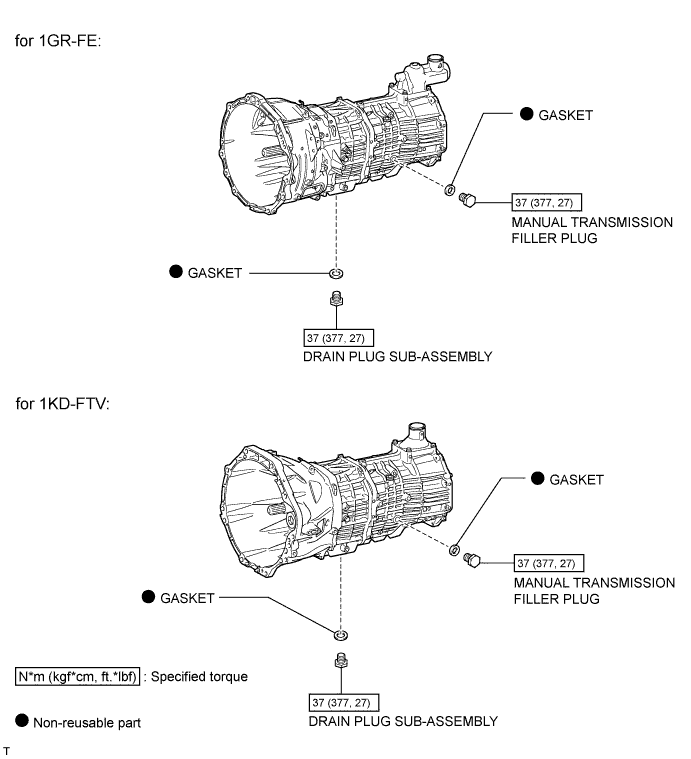 for 1GR-FE:
GASKET
37 (377, 27)
MANUAL TRANSMISSION
FILLER PLUG
GASKET
37 (377, 27)
DRAIN PLUG SUB-ASSEMBLY
for 1KD-FTV:
GASKET
37 (377, 27)
MANUAL TRANSMISSION
FILLER PLUG
GASKET
N*m (kgf*cm, ft.*lbf) : Specified torque
37 (377, 27)
DRAIN PLUG SUB-ASSEMBLY
Non-reusable part
T